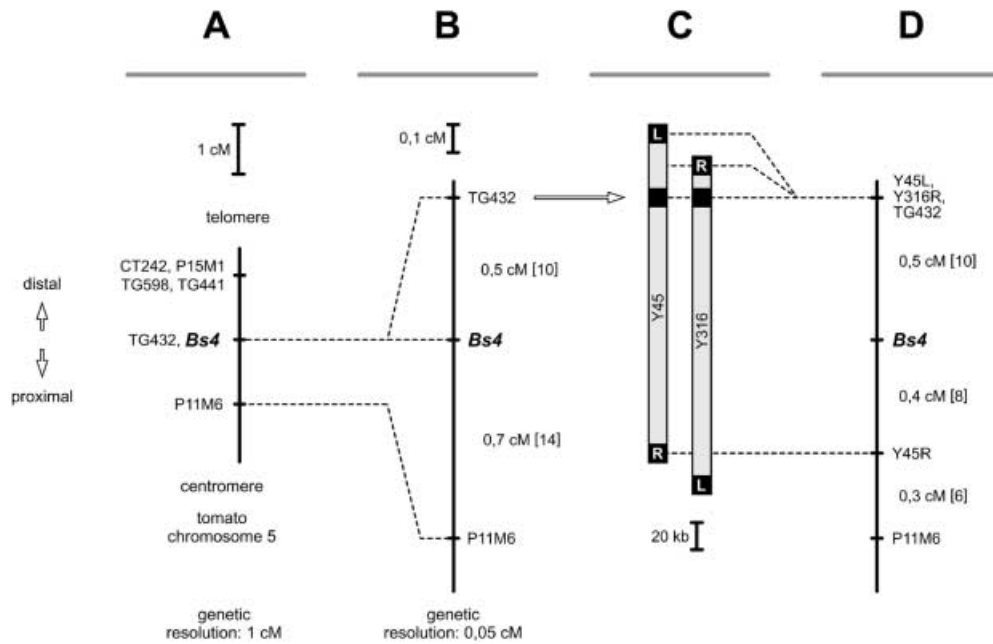 A
B
C
D
1 cM
telomere
CT242, P15M1
TG598, TG441
distal
TG432, Bs4
proximal
P11M6
centromere
tomato
chromosome 5
genetic
resolution: 1 cM
0,1 cM
TG432
0,5 cM [10]
Bs4
0,7 cM [14]
P11M6
genetic
resolution: 0,05 cM
L
R
Y45
Y316
R
L
20 kb
Y45L,
Y316R,
TG432
0,5 cM [10]
Bs4
0,4 cM [8]
Y45R
0,3 cM [6]
P11M6